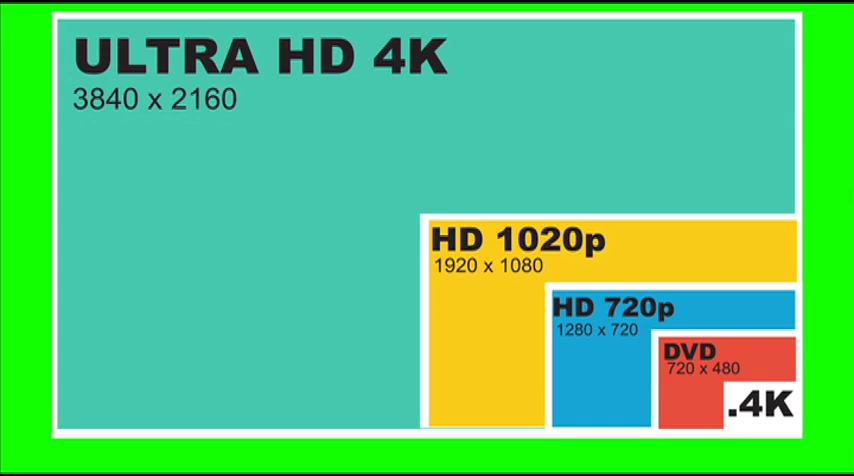 ULTRA HD 4K
3840 x 2160
HD 1020p
1920 x 1080
HD 720p
1280 x 720
DVD
720 x 480
.4K